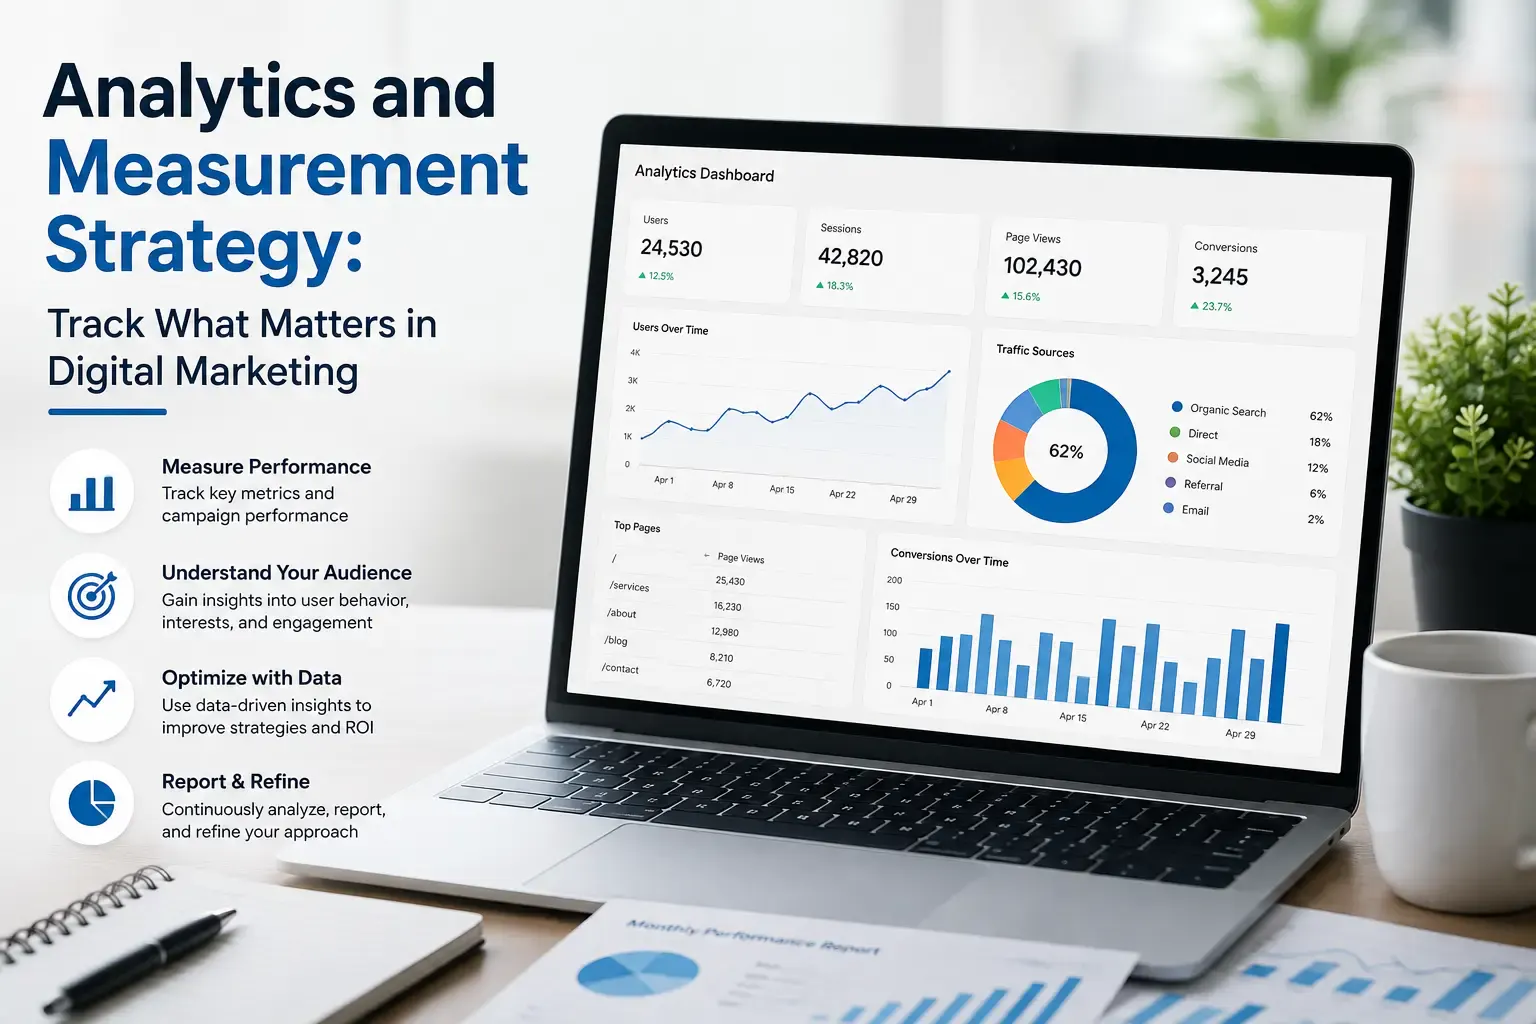 Analytics and
Measurement
Strategy:
Track What Matters in
Digital Marketing
Measure Performance
Track key metrics and
campaign performance
Understand Your Audience
Gain insights into user behavior,
interests, and engagement
Optimize with Data
Use data-driven insights to
improve strategies and ROI
Report & Refine
Continuously analyze, report,
and refine your approach
Analytics Dashboard
Users
24,530
▲ 12.5%
Sessions
42,820
▲ 18.3%
Page Views
102,430
▲ 15.6%
Conversions
3,245
▲ 23.7%
Users Over Time
4K
3K
2K
1K
0
Apr 1 Apr 8 Apr 15 Apr 22 Apr 29
Traffic Sources
62%
Organic Search 62%
Direct 18%
Social Media 12%
Referral 6%
Email 2%
Top Pages
← Page Views
/ 25,430
/services 16,230
/about 12,980
/blog 8,210
/contact 6,720
Conversions Over Time
200
150
100
50
0
Apr 1 Apr 8 Apr 15 Apr 22 Apr 29
Monthly Performance Report